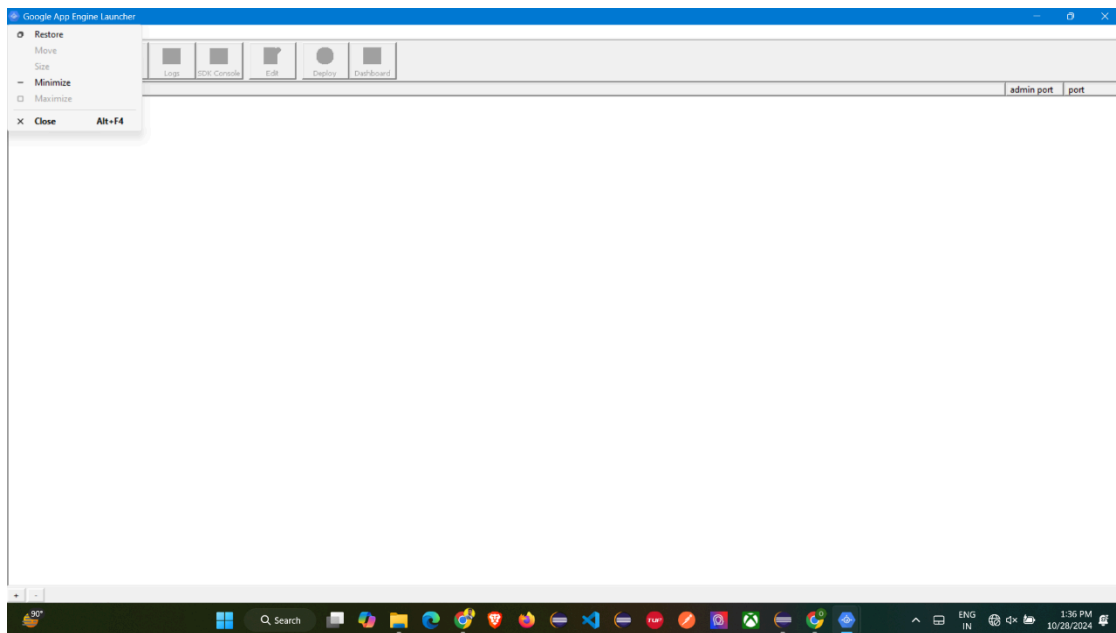 Google App Engine Launcher
Restore
Move
Size
Minimize
Maximize
Close Alt+F4
Logs SDK Console Edit Deploy Dashboard
admin port port
+ -
90°
Search
ENG
IN
1:36 PM
10/28/2024